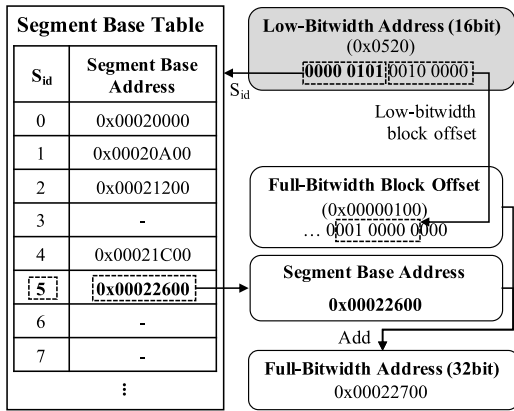 Segment Base Table
S_id Segment Base Address
0 0x00020000
1 0x00020A00
2 0x00021200
3 -
4 0x00021C00
5 0x00022600
6 -
7 -
⋮
Low-Bitwidth Address (16bit)
(0x0520)
0000 0101 0010 0000
S_id
Low-bitwidth
block offset
Full-Bitwidth Block Offset
(0x00000100)
… 0001 0000 0000
Segment Base Address
0x00022600
Add
Full-Bitwidth Address (32bit)
0x00022700